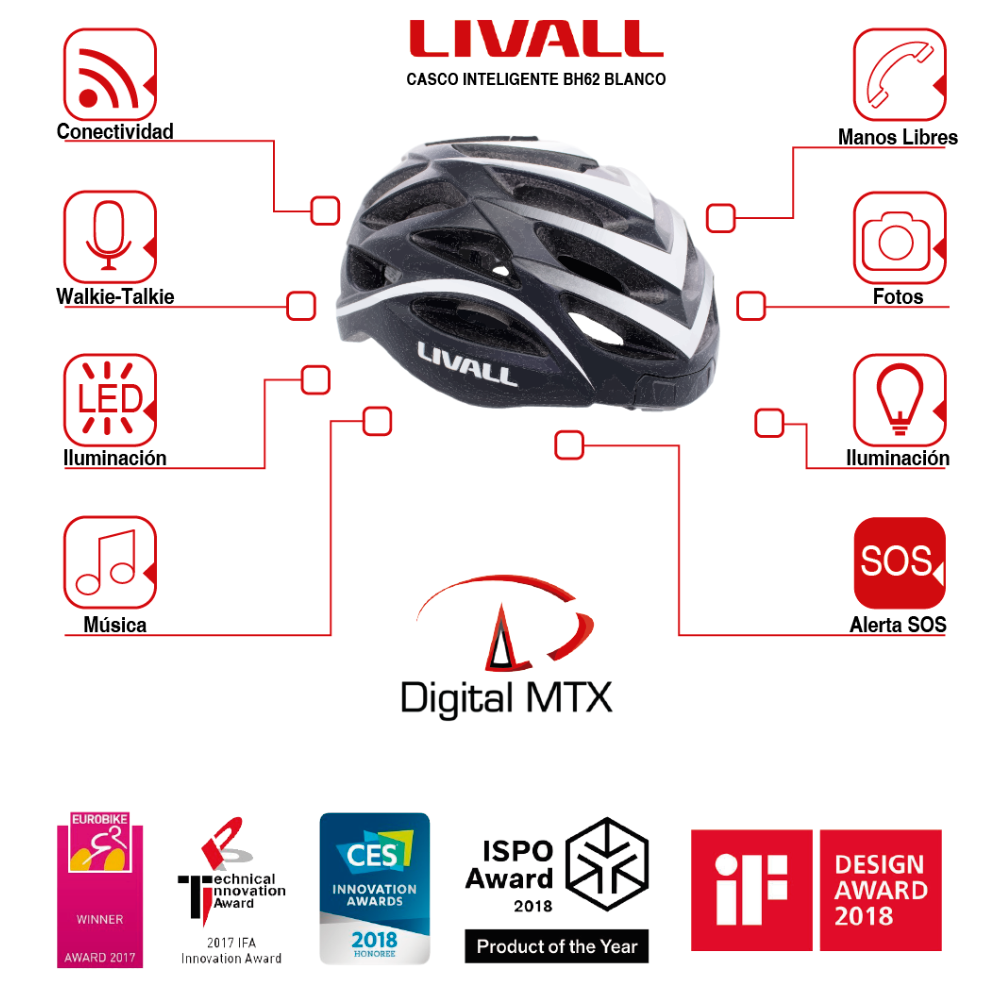 LIVALL
CASCO INTELIGENTE BH62 BLANCO
Conectividad
Manos Libres
Walkie-Talkie
Fotos
LIVALL
LED
Iluminación
Iluminación
Música
SOS
Alerta SOS
Digital MTX
EUROBIKE
WINNER
AWARD 2017
Technical
Innovation
Award
2017 IFA
Innovation Award
CES
INNOVATION
AWARDS
2018
HONOREE
ISPO
Award
2018
Product of the Year
iF
DESIGN
AWARD
2018